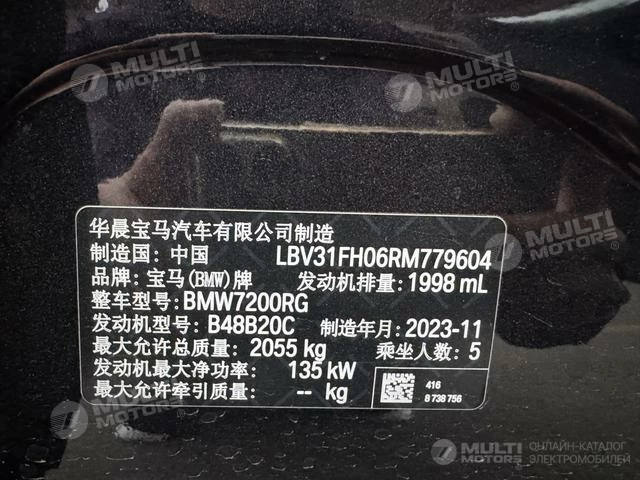 MULTI
MOTORS
MULTI
MOTORS
华晨宝马汽车有限公司制造
制造国: 中国 LBV31FH06RM779604
品牌: 宝马(BMW)牌 发动机排量: 1998 mL
整车型号: BMW7200RG
发动机型号: B48B20C 制造年月: 2023-11
最大允许总质量: 2055 kg 乘坐人数: 5
发动机最大净功率: 135 kW
最大允许牵引质量: -- kg
416
8 738 756
MULTI
MOTORS
MULTI
MOTORS
ОНЛАЙН-КАТАЛОГ
ЭЛЕКТРОМОБИЛЕЙ